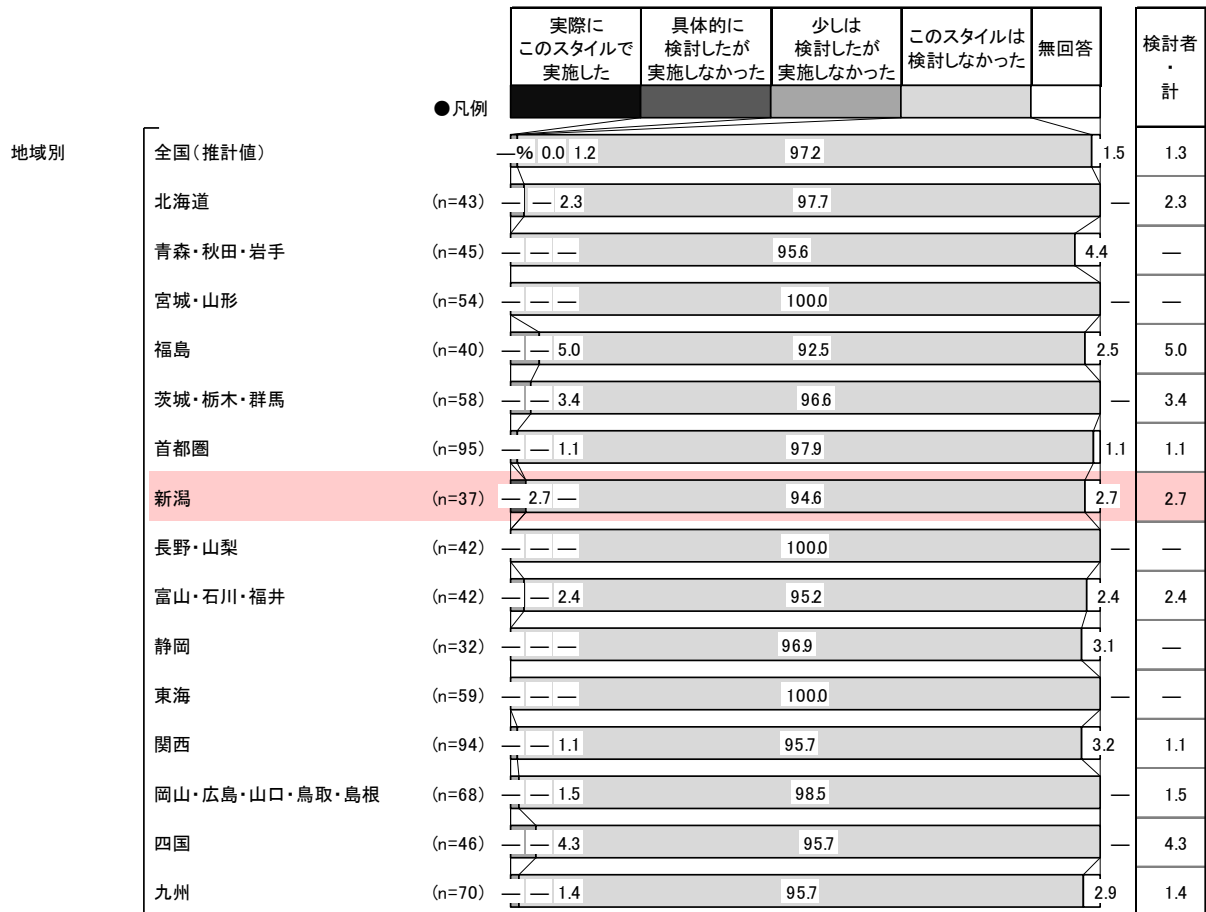 実際に
このスタイルで
実施した
具体的に
検討したが
実施しなかった
少しは
検討したが
実施しなかった
このスタイルは
検討しなかった
無回答
検討者
・
計
●凡例
地域別
全国(推計値) —% 0.0 1.2 97.2 1.5 1.3
北海道 (n=43) — — 2.3 97.7 — 2.3
青森・秋田・岩手 (n=45) — — — 95.6 4.4 —
宮城・山形 (n=54) — — — 100.0 — —
福島 (n=40) — — 5.0 92.5 2.5 5.0
茨城・栃木・群馬 (n=58) — — 3.4 96.6 — 3.4
首都圏 (n=95) — — 1.1 97.9 1.1 1.1
新潟 (n=37) — 2.7 — 94.6 2.7 2.7
長野・山梨 (n=42) — — — 100.0 — —
富山・石川・福井 (n=42) — — 2.4 95.2 2.4 2.4
静岡 (n=32) — — — 96.9 3.1 —
東海 (n=59) — — — 100.0 — —
関西 (n=94) — — 1.1 95.7 3.2 1.1
岡山・広島・山口・鳥取・島根 (n=68) — — 1.5 98.5 — 1.5
四国 (n=46) — — 4.3 95.7 — 4.3
九州 (n=70) — — 1.4 95.7 2.9 1.4